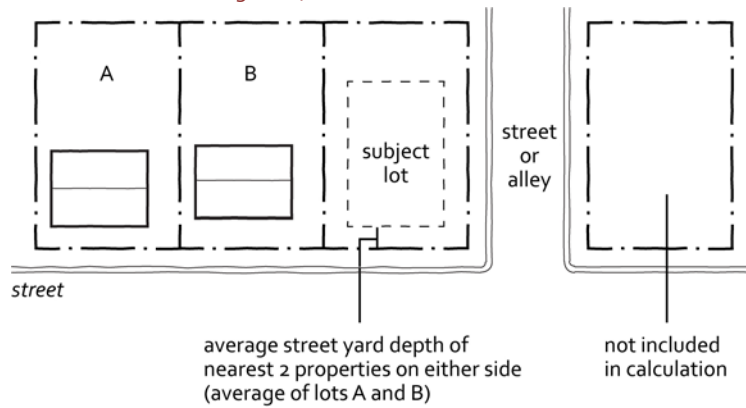 A
B
subject
lot
street
or
alley
street
average street yard depth of
nearest 2 properties on either side
(average of lots A and B)
not included
in calculation